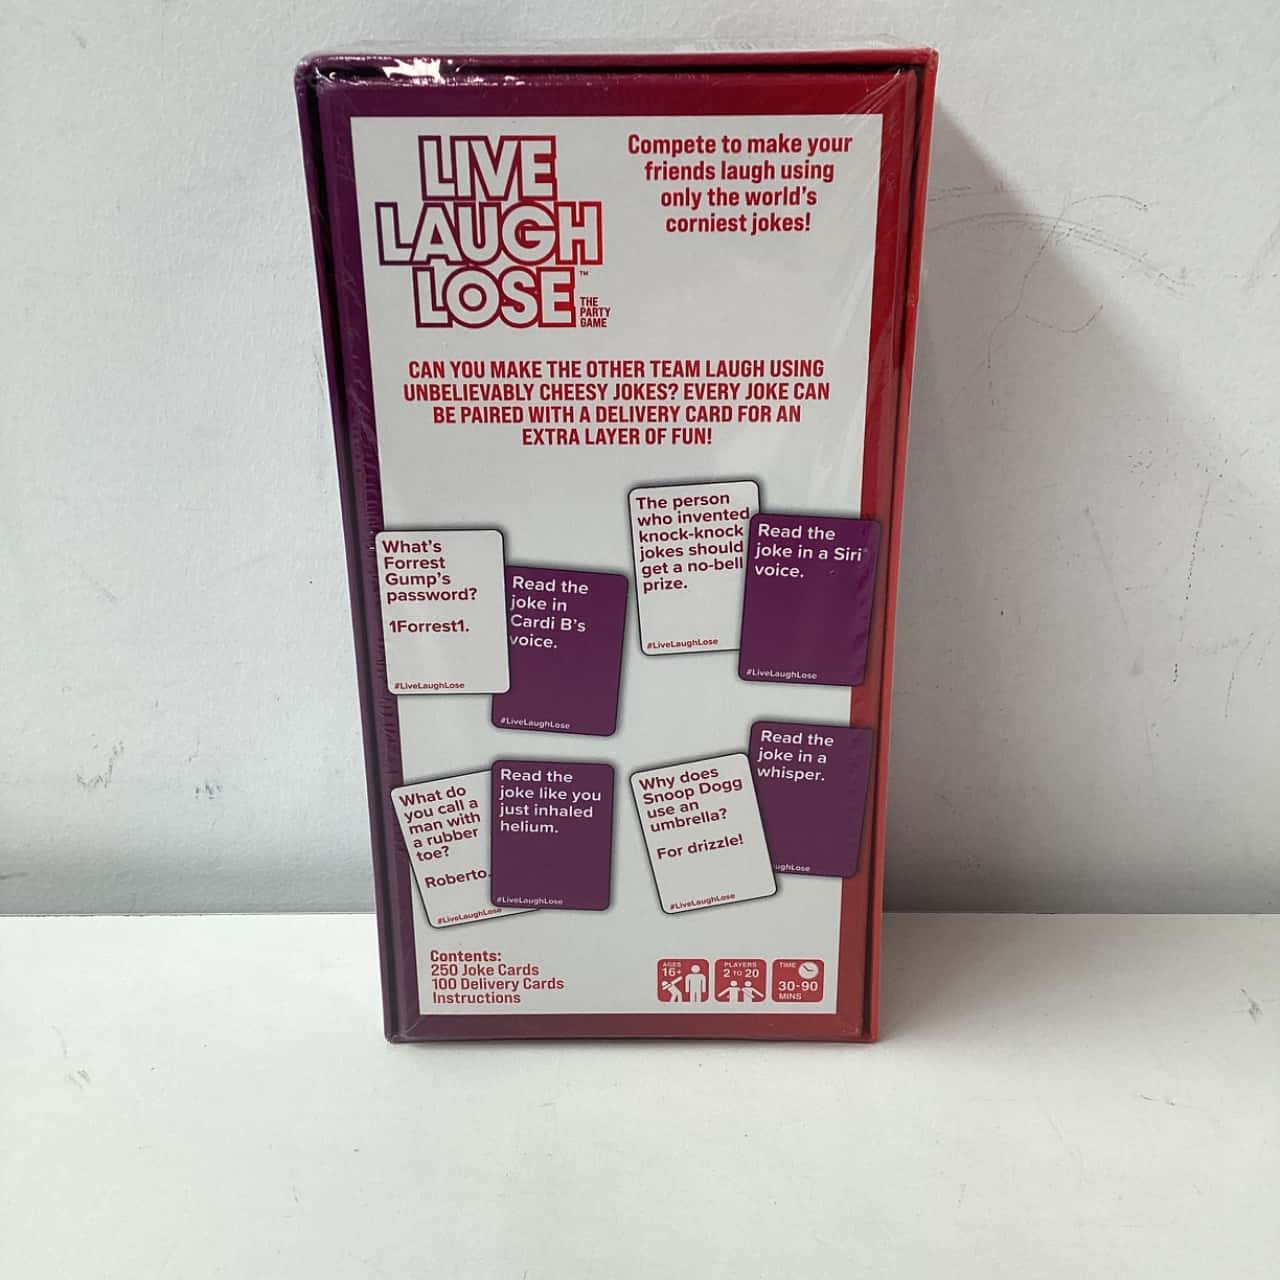 LIVE
LAUGH
LOSE™
THE
PARTY
GAME
Compete to make your
friends laugh using
only the world's
corniest jokes!
CAN YOU MAKE THE OTHER TEAM LAUGH USING
UNBELIEVABLY CHEESY JOKES? EVERY JOKE CAN
BE PAIRED WITH A DELIVERY CARD FOR AN
EXTRA LAYER OF FUN!
What's
Forrest
Gump's
password?
1Forrest1.
#LiveLaughLose
Read the
joke in
Cardi B's
voice.
#LiveLaughLose
The person
who invented
knock-knock
jokes should
get a no-bell
prize.
#LiveLaughLose
Read the
joke in a Siri
voice.
#LiveLaughLose
What do
you call a
man with
a rubber
toe?
Roberto.
#LiveLaughLose
Read the
joke like you
just inhaled
helium.
#LiveLaughLose
Why does
Snoop Dogg
use an
umbrella?
For drizzle!
#LiveLaughLose
Read the
joke in a
whisper.
ughLose
Contents:
250 Joke Cards
100 Delivery Cards
Instructions
AGES
16+
PLAYERS
2 TO 20
TIME
30-90
MINS